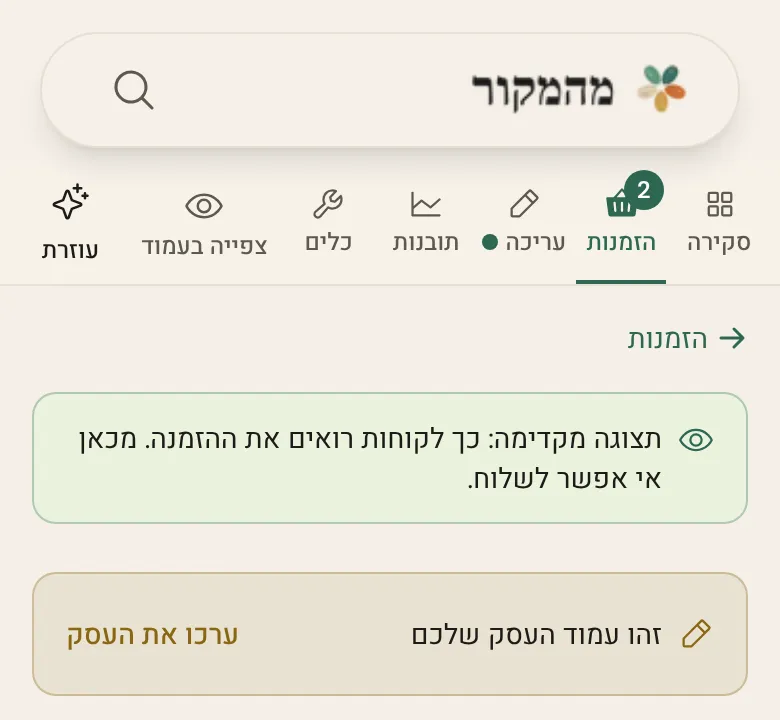 מהמקור
סקירה
2
הזמנות
עריכה
תובנות
כלים
צפייה בעמוד
עוזרת
הזמנות
תצוגה מקדימה: כך לקוחות רואים את ההזמנה. מכאן
אי אפשר לשלוח.
זהו עמוד העסק שלכם
ערכו את העסק